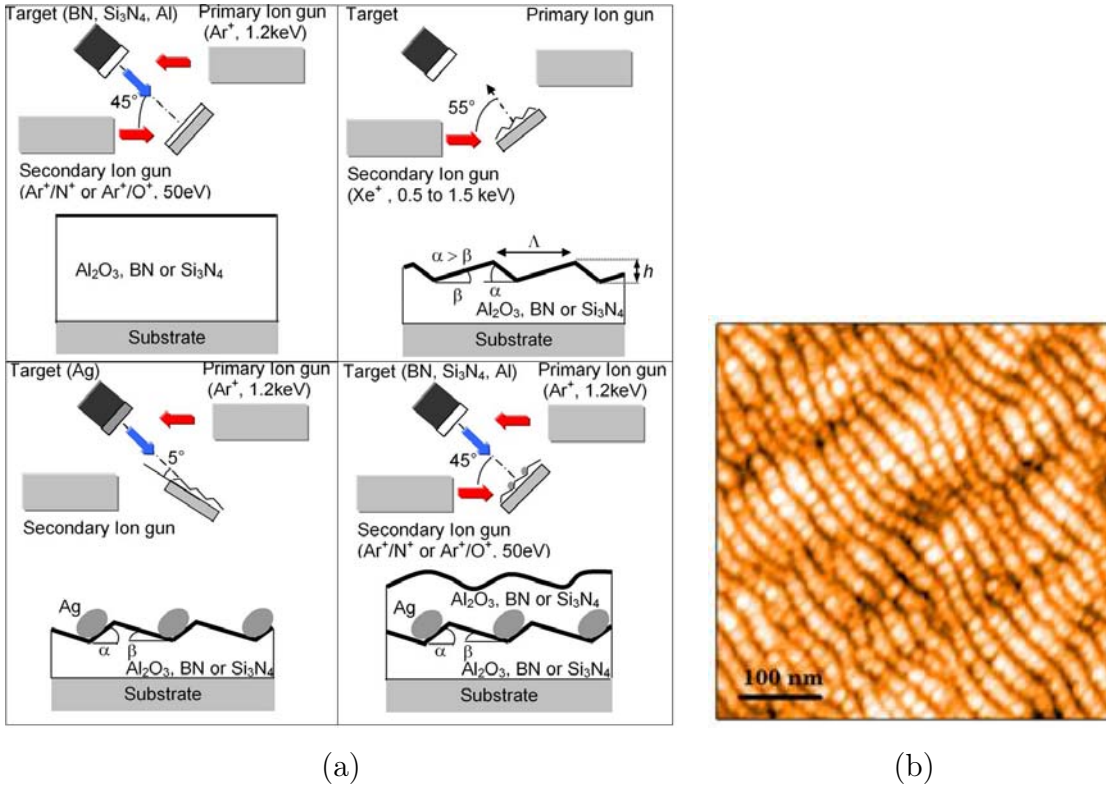 Target (BN, Si₃N₄, Al)
Primary Ion gun
(Ar⁺, 1.2keV)
45°
Secondary Ion gun
(Ar⁺/N⁺ or Ar⁺/O⁺, 50eV)
Al₂O₃, BN or Si₃N₄
Substrate
Target
Primary Ion gun
55°
Secondary Ion gun
(Xe⁺, 0.5 to 1.5 keV)
α > β
Λ
h
β
α
Al₂O₃, BN or Si₃N₄
Substrate
Target (Ag)
Primary Ion gun
(Ar⁺, 1.2keV)
5°
Secondary Ion gun
Ag
α
β
Al₂O₃, BN or Si₃N₄
Substrate
Target (BN, Si₃N₄, Al)
Primary Ion gun
(Ar⁺, 1.2keV)
45°
Secondary Ion gun
(Ar⁺/N⁺ or Ar⁺/O⁺, 50eV)
Ag
Al₂O₃, BN or Si₃N₄
α
β
Al₂O₃, BN or Si₃N₄
Substrate
100 nm
(a)
(b)